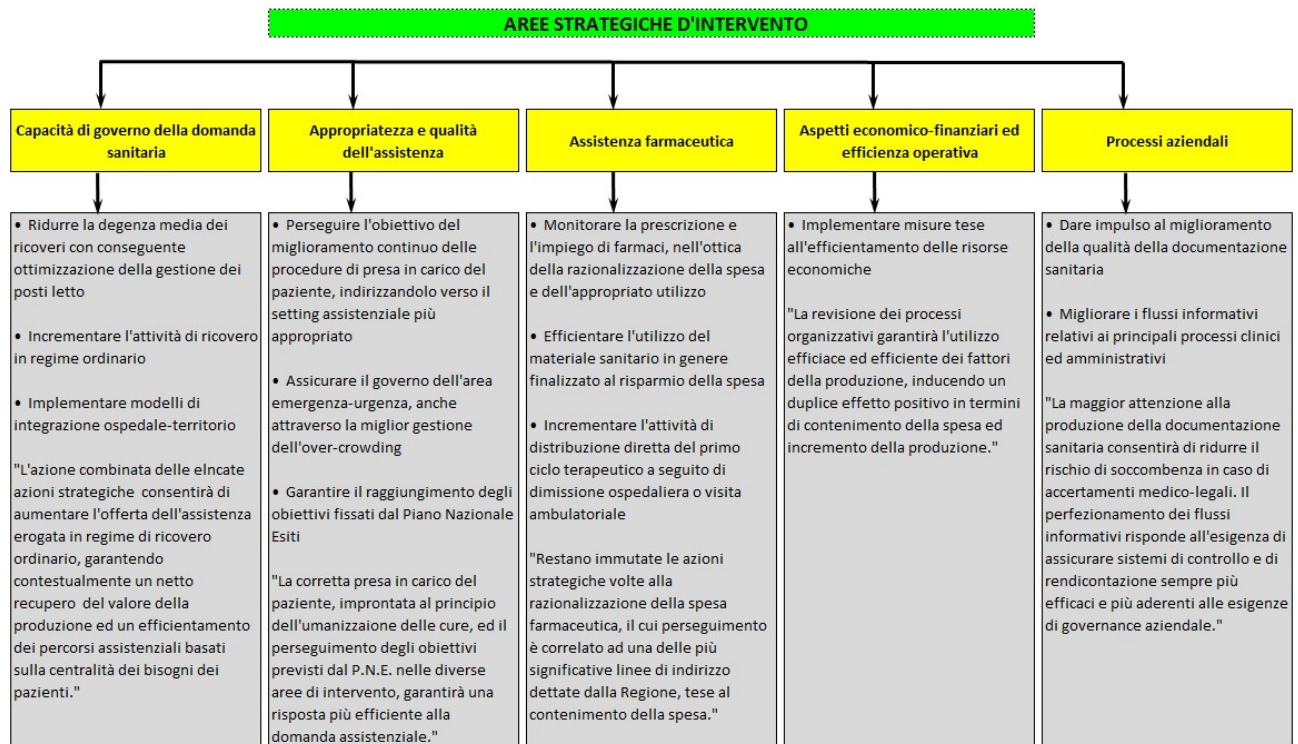 AREE STRATEGICHE D'INTERVENTO
Capacità di governo della domanda
sanitaria
Appropriatezza e qualità
dell'assistenza
Assistenza farmaceutica
Aspetti economico-finanziari ed
efficienza operativa
Processi aziendali
• Ridurre la degenza media dei
ricoveri con conseguente
ottimizzazione della gestione dei
posti letto
• Incrementare l'attività di ricovero
in regime ordinario
• Implementare modelli di
integrazione ospedale-territorio
"L'azione combinata delle elncate
azioni strategiche consentirà di
aumentare l'offerta dell'assistenza
erogata in regime di ricovero
ordinario, garantendo
contestualmente un netto
recupero del valore della
produzione ed un efficientamento
dei percorsi assistenziali basati
sulla centralità dei bisogni dei
pazienti."
• Perseguire l'obiettivo del
miglioramento continuo delle
procedure di presa in carico del
paziente, indirizzandolo verso il
setting assistenziale più
appropriato
• Assicurare il governo dell'area
emergenza-urgenza, anche
attraverso la miglior gestione
dell'over-crowding
• Garantire il raggiungimento degli
obiettivi fissati dal Piano Nazionale
Esiti
"La corretta presa in carico del
paziente, improntata al principio
dell'umanizzaione delle cure, ed il
perseguimento degli obiettivi
previsti dal P.N.E. nelle diverse
aree di intervento, garantirà una
risposta più efficiente alla
domanda assistenziale."
• Monitorare la prescrizione e
l'impiego di farmaci, nell'ottica
della razionalizzazione della spesa
e dell'appropriato utilizzo
• Efficientare l'utilizzo del
materiale sanitario in genere
finalizzato al risparmio della spesa
• Incrementare l'attività di
distribuzione diretta del primo
ciclo terapeutico a seguito di
dimissione ospedaliera o visita
ambulatoriale
"Restano immutate le azioni
strategiche volte alla
razionalizzazione della spesa
farmaceutica, il cui perseguimento
è correlato ad una delle più
significative linee di indirizzo
dettate dalla Regione, tese al
contenimento della spesa."
• Implementare misure tese
all'efficientamento delle risorse
economiche
"La revisione dei processi
organizzativi garantirà l'utilizzo
efficiace ed efficiente dei fattori
della produzione, inducendo un
duplice effetto positivo in termini
di contenimento della spesa ed
incremento della produzione."
• Dare impulso al miglioramento
della qualità della documentazione
sanitaria
• Migliorare i flussi informativi
relativi ai principali processi clinici
ed amministrativi
"La maggior attenzione alla
produzione della documentazione
sanitaria consentirà di ridurre il
rischio di soccombenza in caso di
accertamenti medico-legali. Il
perfezionamento dei flussi
informativi risponde all'esigenza di
assicurare sistemi di controllo e di
rendicontazione sempre più
efficaci e più aderenti alle esigenze
di governance aziendale."